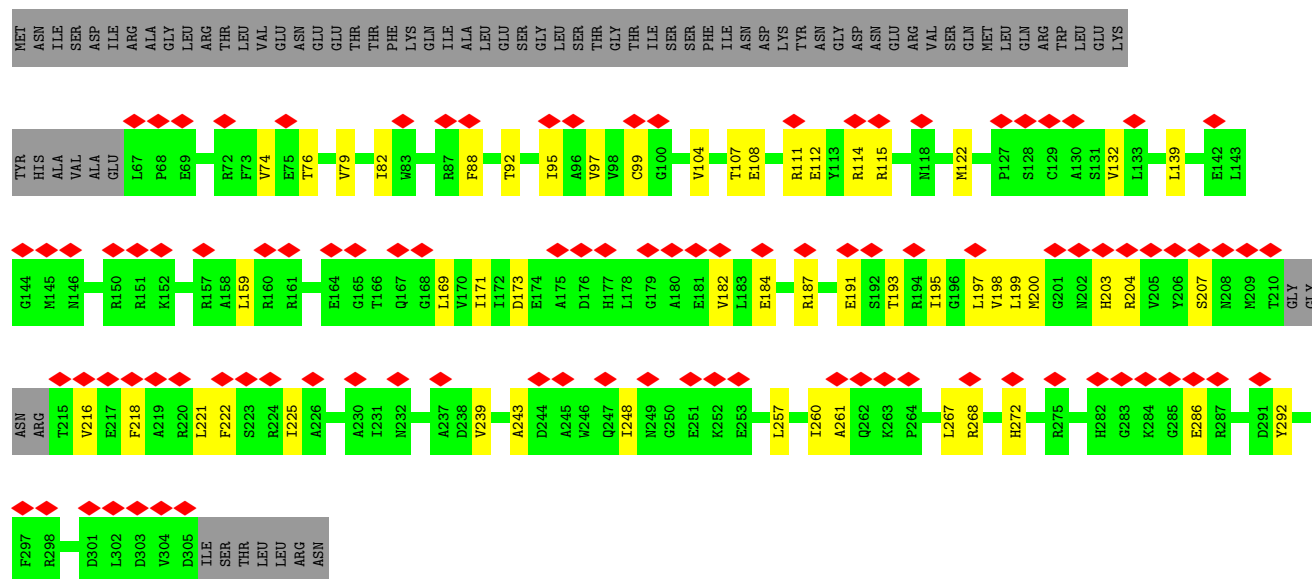 MET ASN ILE SER ASP ILE ARG ALA GLY LEU ARG THR LEU VAL GLU ASN GLU GLU THR THR PHE LYS GLN ILE ALA LEU GLU SER GLY LEU SER THR GLY THR ILE SER SER PHE ILE ASN ASP LYS TYR ASN GLY ASP ASN GLU ARG VAL SER GLN MET LEU GLN ARG TRP LEU GLU LYS
TYR HIS ALA VAL ALA GLU L67 P68 E69 R72 F73 V74 E75 T76 V79 I82 W83 R87 F88 T92 I95 A96 V97 V98 C99 G100 V104 T107 E108 R111 E112 Y113 R114 R115 N118 M122 P127 S128 C129 A130 S131 V132 L133 L139 E142 L143
G144 M145 N146 R150 R151 K152 R157 A158 L159 R160 R161 E164 G165 T166 Q167 G168 L169 V170 I171 I172 D173 E174 A175 D176 H177 L178 G179 A180 E181 V182 L183 E184 R187 E191 S192 T193 R194 I195 G196 L197 V198 L199 M200 G201 N202 H203 R204 V205 Y206 S207 N208 M209 T210 GLY GLY
ASN ARG T215 V216 E217 F218 A219 R220 L221 F222 S223 R224 I225 A226 A230 I231 N232 A237 D238 V239 A243 D244 A245 W246 Q247 I248 N249 G250 E251 K252 E253 L257 I260 A261 Q262 K263 P264 L267 R268 H272 R275 H282 G283 K284 G285 E286 R287 D291 Y292
F297 R298 D301 L302 D303 V304 D305 ILE SER THR LEU LEU ARG ASN